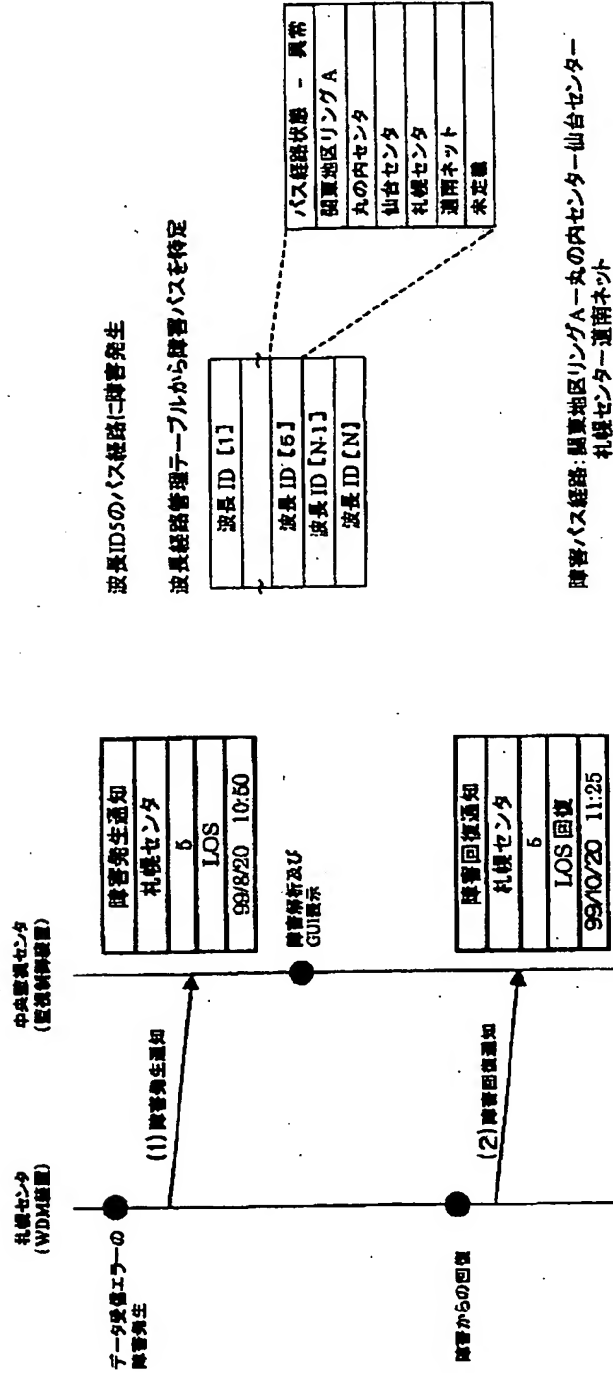 札幌センタ
(WDM装置)
中央監視センタ
(監視制御装置)
データ受信エラーの
障害発生
(1)障害発生通知
障害発生通知
札幌センタ
5
LOS
99/8/20 10:50
障害解析及び
GUI表示
障害からの回復
(2)障害回復通知
障害回復通知
札幌センタ
5
LOS 回復
99/10/20 11:25
波長ID5のパス経路に障害発生
波長経路管理テーブルから障害パスを特定
波長 ID [1]
波長 ID [5]
波長 ID [N-1]
波長 ID [N]
パス経路状態 - 異常
関東地区リング A
丸の内センタ
仙台センタ
札幌センタ
道南ネット
未定義
障害パス経路:関東地区リングA-丸の内センター仙台センター
札幌センター道南ネット